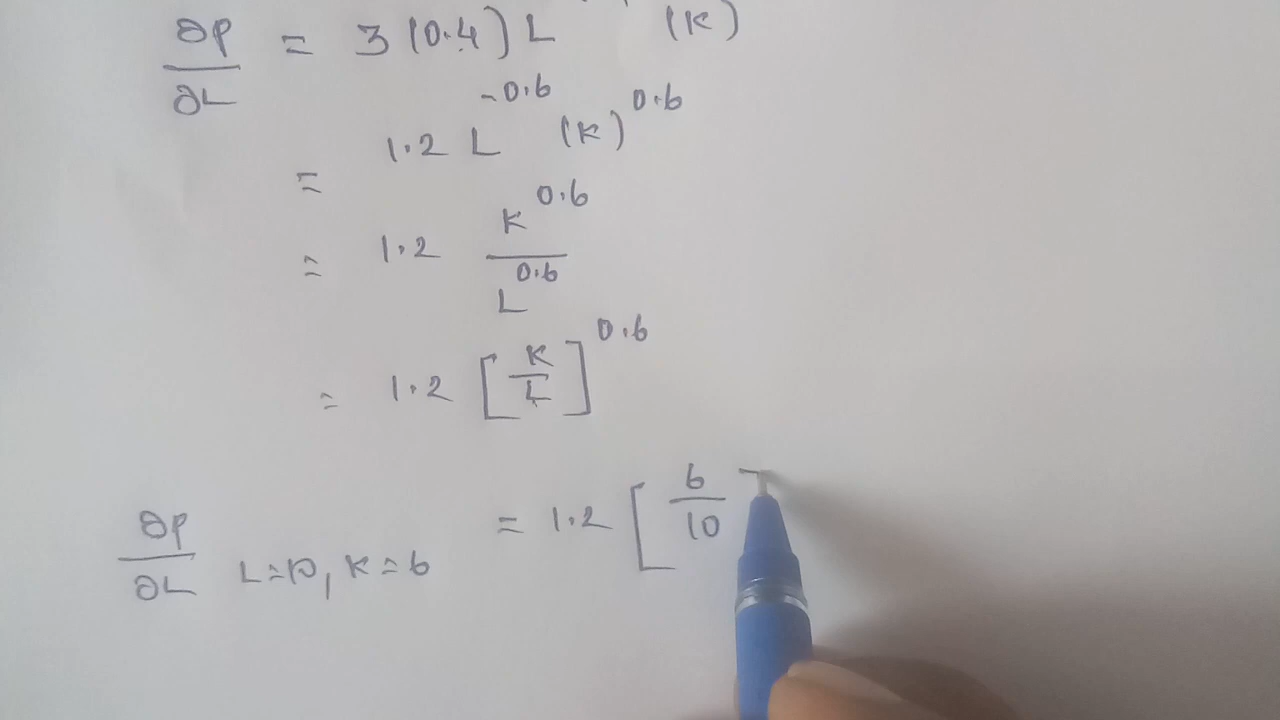 ∂P/∂L = 3 (0.4) L (K)
= 1.2 L^-0.6 (K)^0.6
= 1.2 K^0.6/L^0.6
= 1.2 [K/L]^0.6
∂P/∂L L=10, K=6 = 1.2 [6/10